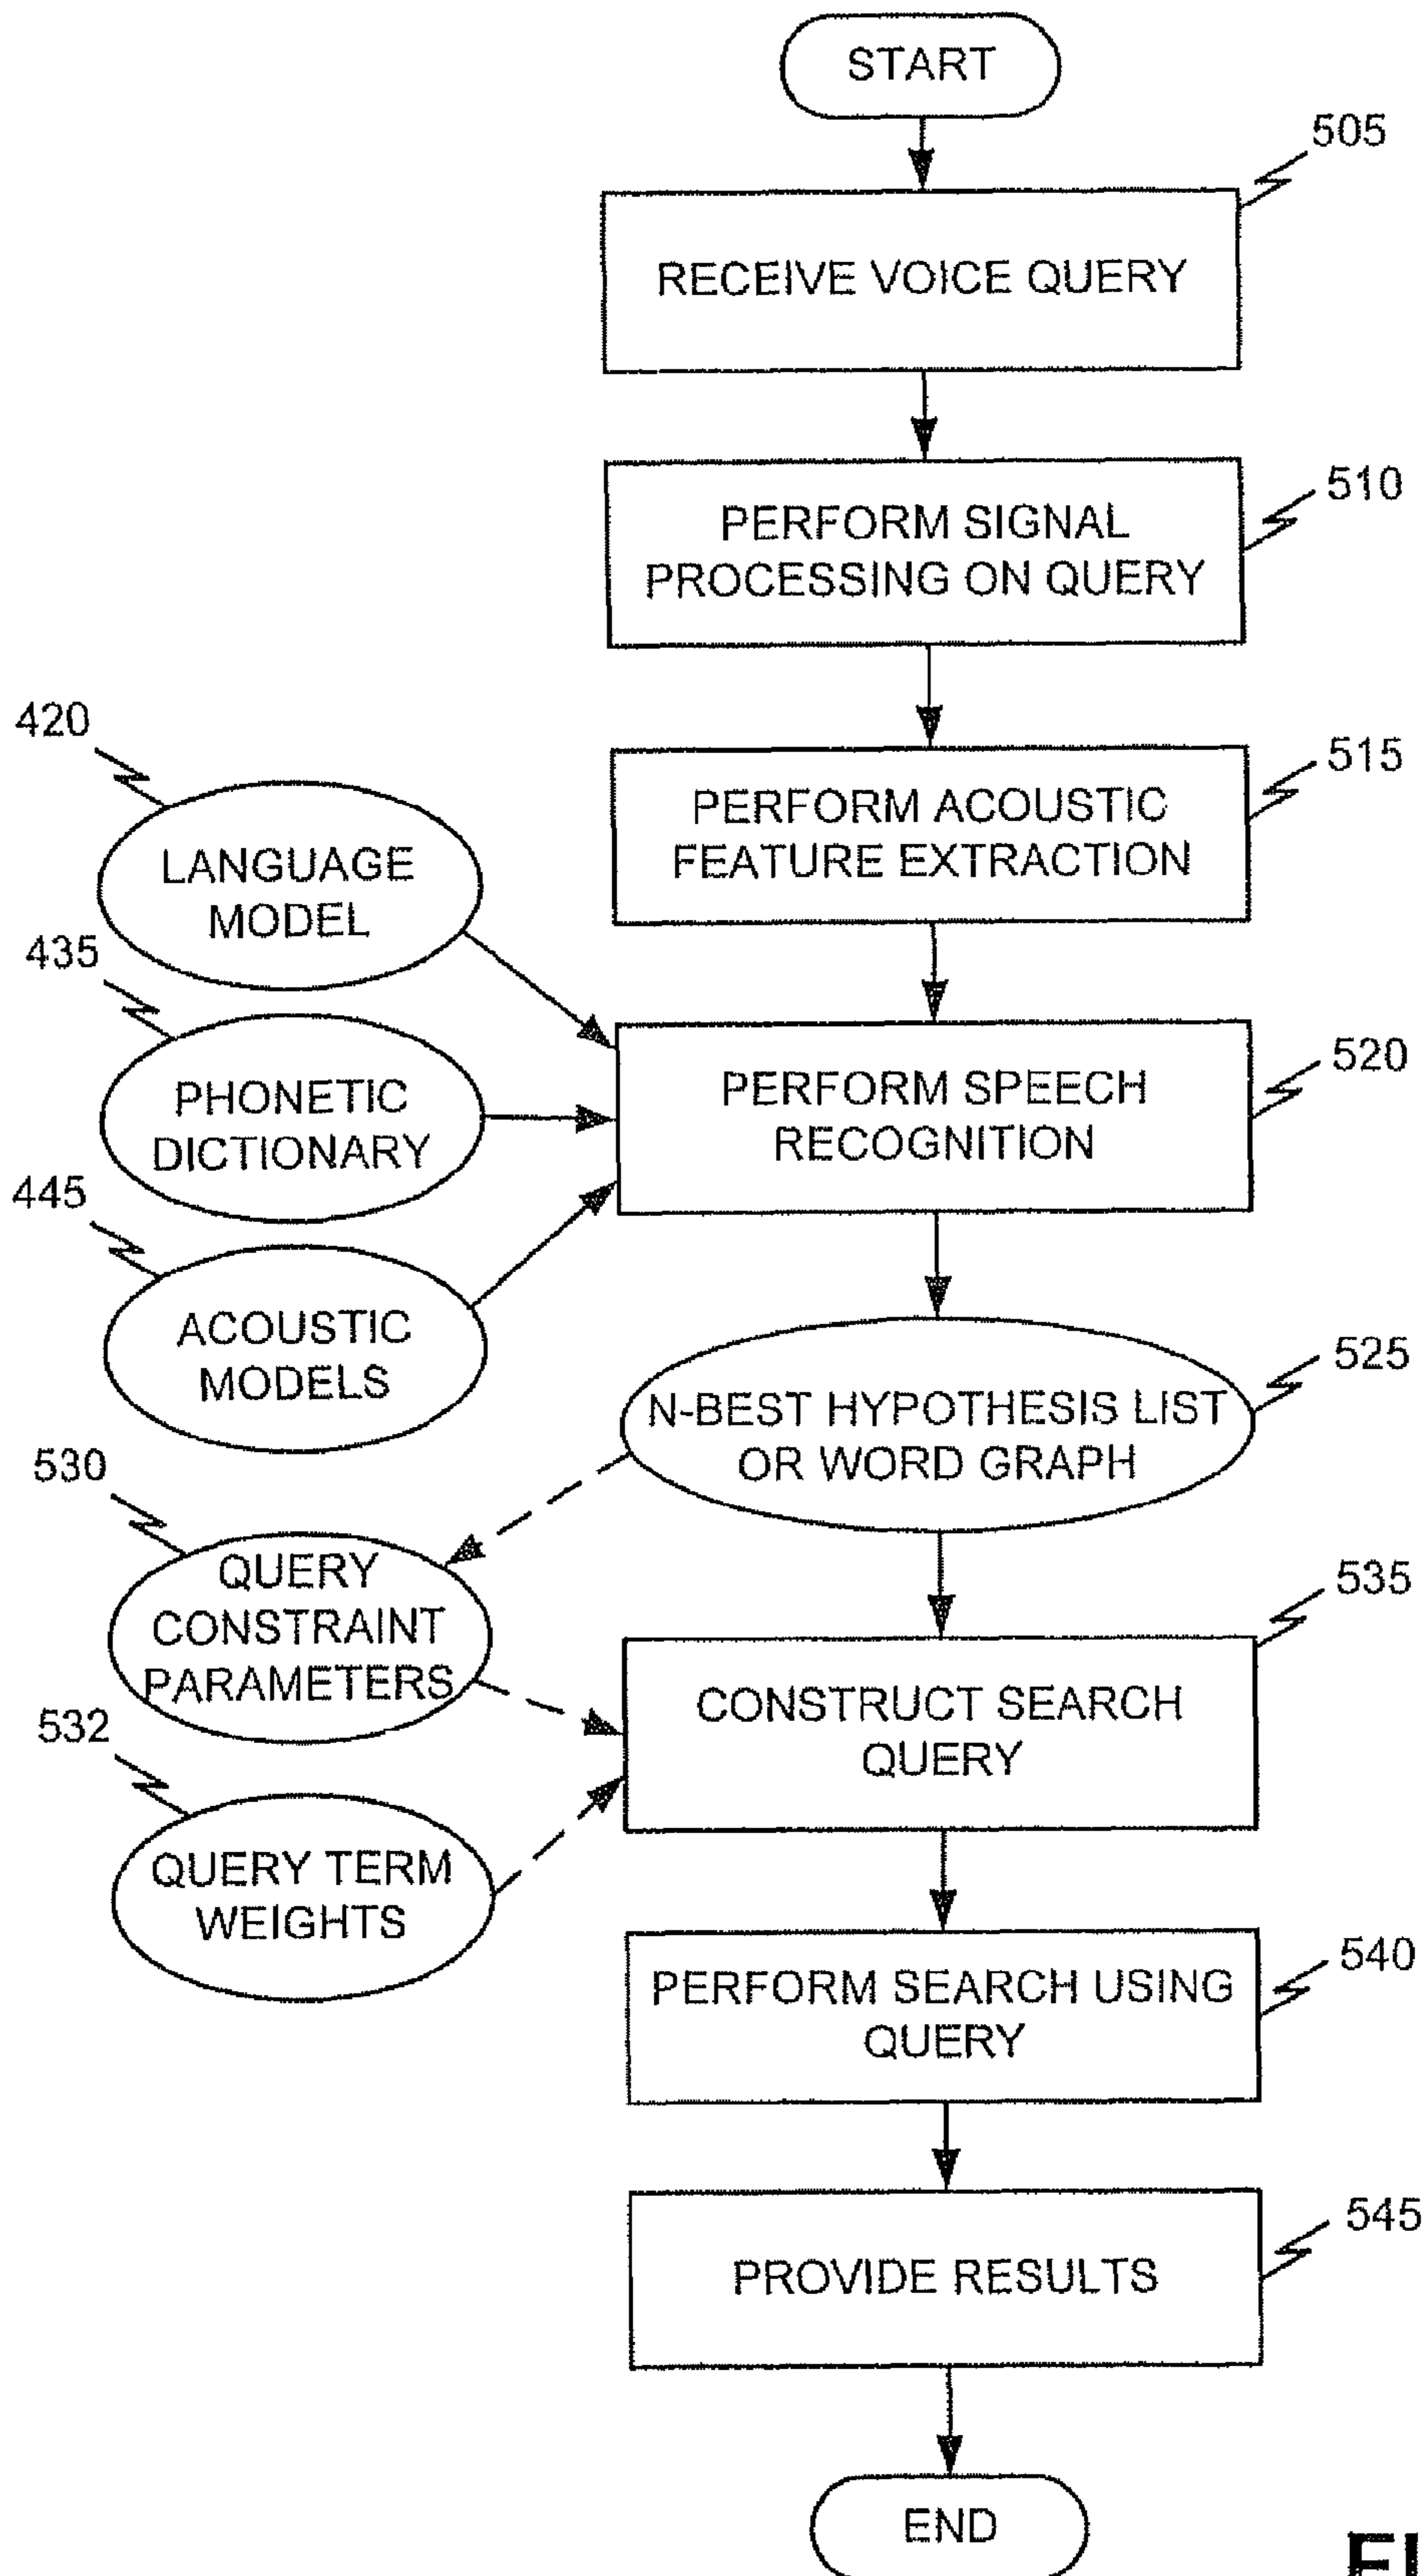 START
505
RECEIVE VOICE QUERY
510
PERFORM SIGNAL
PROCESSING ON QUERY
515
PERFORM ACOUSTIC
FEATURE EXTRACTION
420
LANGUAGE
MODEL
435
PHONETIC
DICTIONARY
445
ACOUSTIC
MODELS
520
PERFORM SPEECH
RECOGNITION
525
N-BEST HYPOTHESIS LIST
OR WORD GRAPH
530
QUERY
CONSTRAINT
PARAMETERS
532
QUERY TERM
WEIGHTS
535
CONSTRUCT SEARCH
QUERY
540
PERFORM SEARCH USING
QUERY
545
PROVIDE RESULTS
END